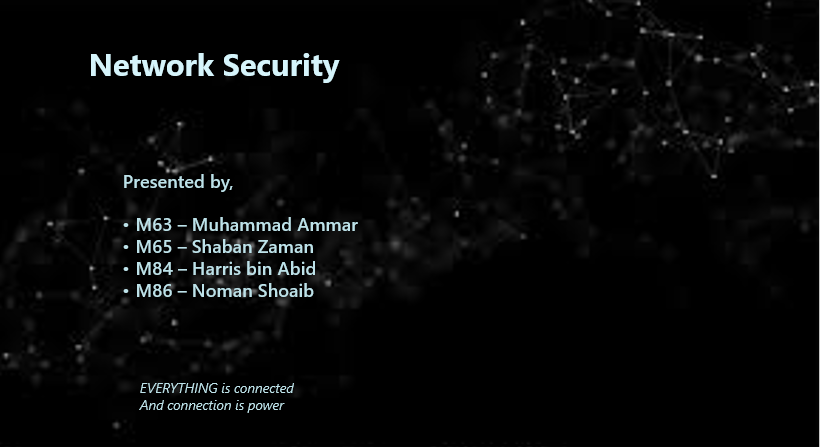 Network Security
Presented by,
• M63 – Muhammad Ammar
• M65 – Shaban Zaman
• M84 – Harris bin Abid
• M86 – Noman Shoaib
EVERYTHING is connected
And connection is power